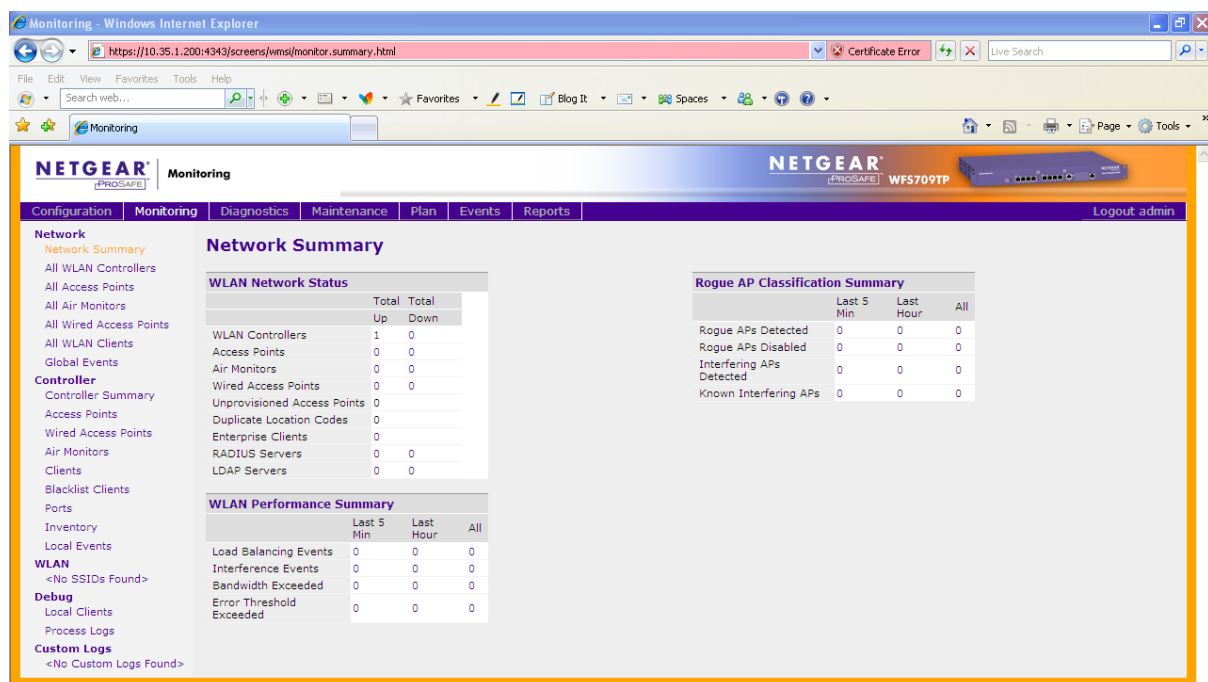 Monitoring - Windows Internet Explorer
https://10.35.1.200:4343/screens/wmsi/monitor.summary.html
Certificate Error
Live Search
File Edit View Favorites Tools Help
Search web...
Favorites
Blog It
Spaces
Monitoring
Page
Tools
NETGEAR®
PROSAFE
Monitoring
NETGEAR®
PROSAFE
WFS709TP
Configuration Monitoring Diagnostics Maintenance Plan Events Reports Logout admin
Network
Network Summary
All WLAN Controllers
All Access Points
All Air Monitors
All Wired Access Points
All WLAN Clients
Global Events
Controller
Controller Summary
Access Points
Wired Access Points
Air Monitors
Clients
Blacklist Clients
Ports
Inventory
Local Events
WLAN
<No SSIDs Found>
Debug
Local Clients
Process Logs
Custom Logs
<No Custom Logs Found>
Network Summary
WLAN Network Status
Total Total
Up Down
WLAN Controllers 1 0
Access Points 0 0
Air Monitors 0 0
Wired Access Points 0 0
Unprovisioned Access Points 0
Duplicate Location Codes 0
Enterprise Clients 0
RADIUS Servers 0 0
LDAP Servers 0 0
WLAN Performance Summary
Last 5 Last All
Min Hour
Load Balancing Events 0 0 0
Interference Events 0 0 0
Bandwidth Exceeded 0 0 0
Error Threshold
Exceeded 0 0 0
Rogue AP Classification Summary
Last 5 Last All
Min Hour
Rogue APs Detected 0 0 0
Rogue APs Disabled 0 0 0
Interfering APs
Detected 0 0 0
Known Interfering APs 0 0 0